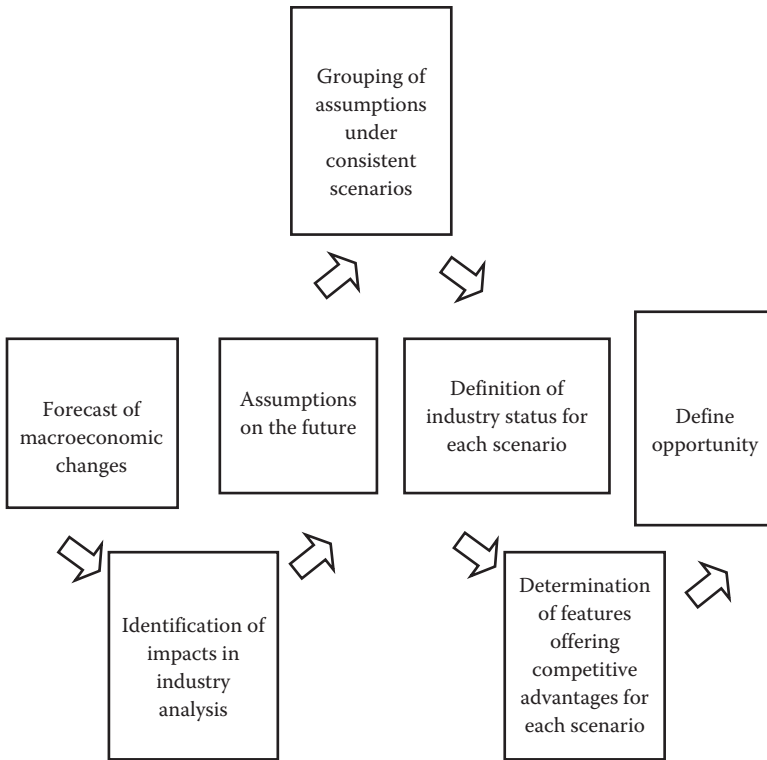 Grouping of
assumptions
under
consistent
scenarios
Forecast of
macroeconomic
changes
Assumptions
on the future
Definition of
industry status for
each scenario
Define
opportunity
Identification of
impacts in
industry
analysis
Determination
of features
offering
competitive
advantages for
each scenario